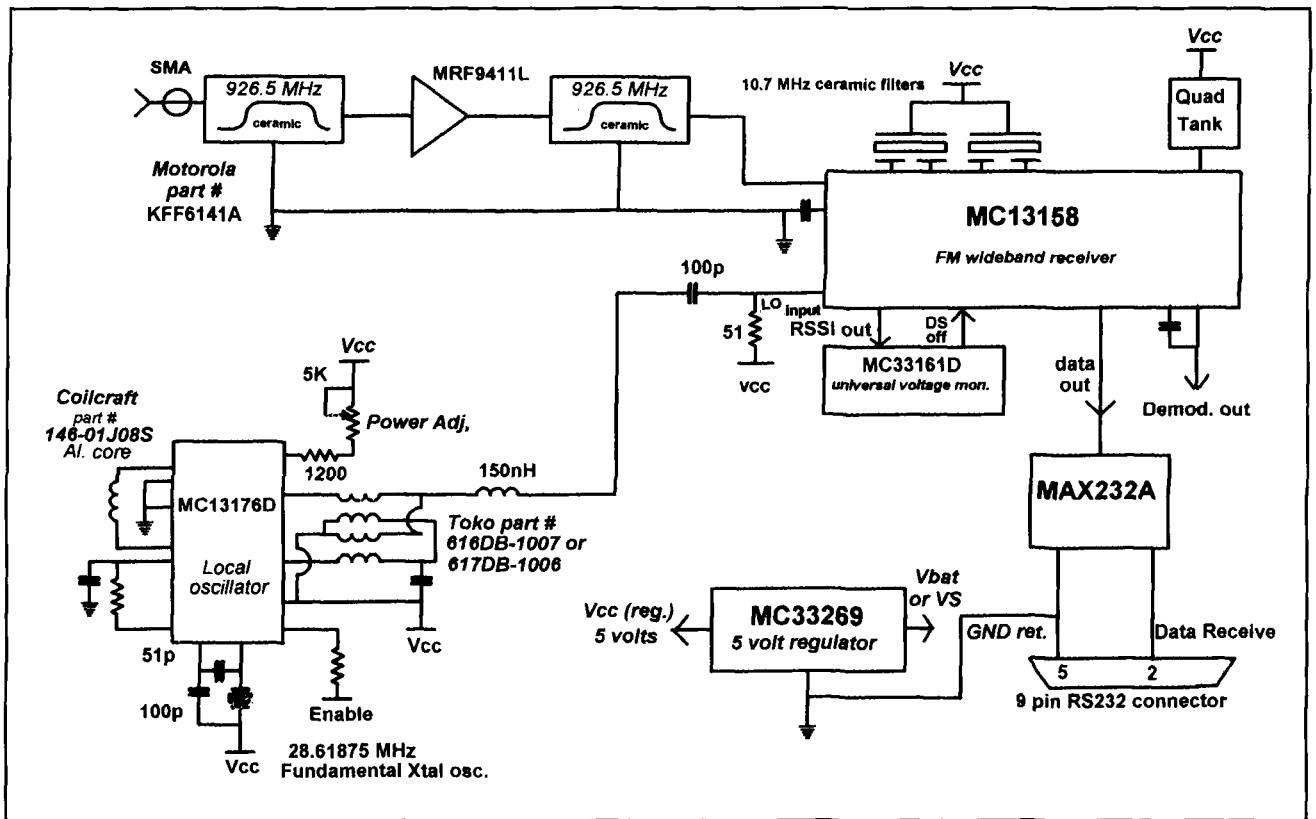 SMA
926.5 MHz
ceramic
MRF9411L
926.5 MHz
ceramic
10.7 MHz ceramic filters
Vcc
Vcc
Quad
Tank
Motorola
part #
KFF6141A
MC13158
FM wideband receiver
100p
51
vcc
LO input
RSSI out
DS
off
MC33161D
universal voltage mon.
data
out
Demod. out
Vcc
5K
Power Adj,
1200
Coilcraft
part #
146-01J08S
Al. core
MC13176D
Local
oscillator
150nH
Toko part #
616DB-1007 or
617DB-1006
Vcc
51p
100p
Vcc
Enable
28.61875 MHz
Fundamental Xtal osc.
MAX232A
Vcc (reg.)
5 volts
MC33269
5 volt regulator
Vbat
or VS
GND ret.
Data Receive
5
2
9 pin RS232 connector